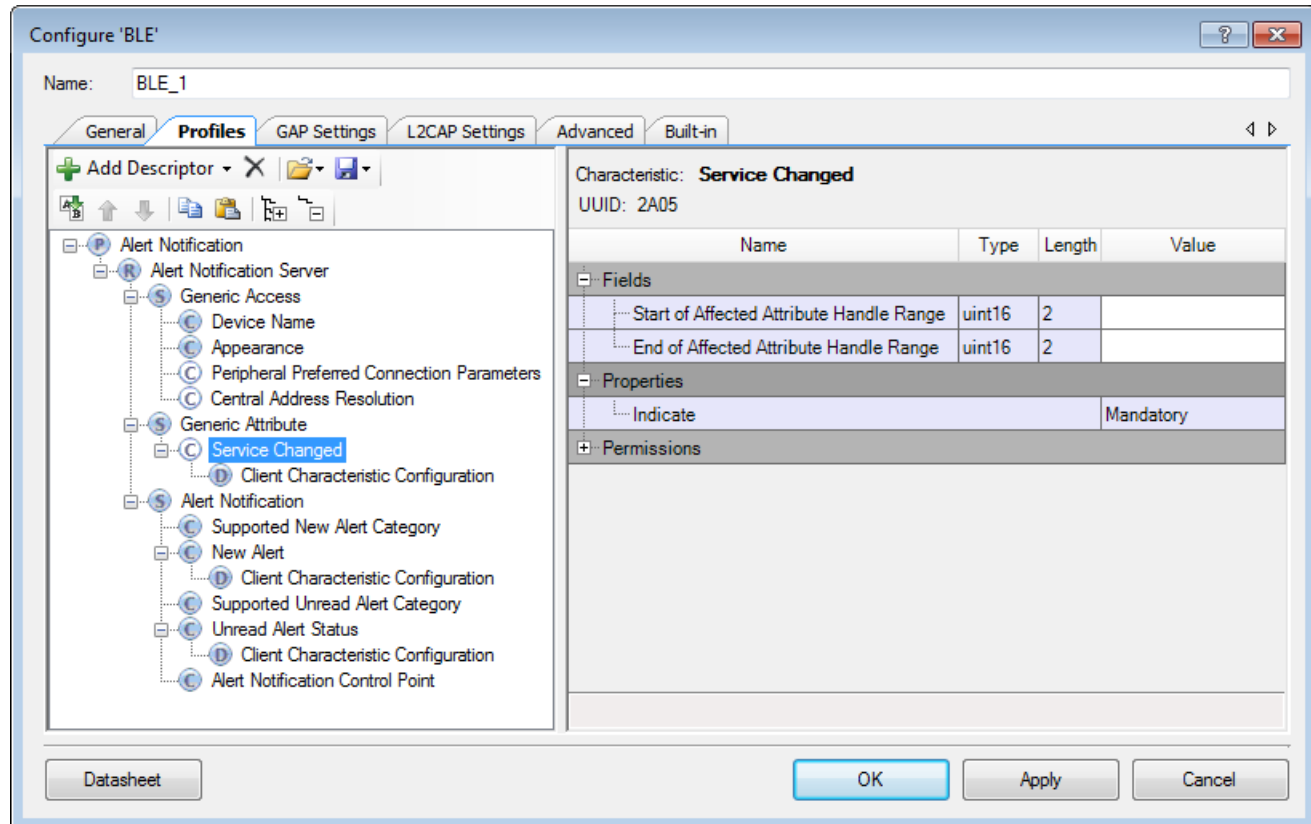 Configure 'BLE'
Name: BLE_1
General Profiles GAP Settings L2CAP Settings Advanced Built-in
Add Descriptor
Characteristic: Service Changed
UUID: 2A05
Name Type Length Value
Fields
Start of Affected Attribute Handle Range uint16 2
End of Affected Attribute Handle Range uint16 2
Properties
Indicate Mandatory
Permissions
P Alert Notification
R Alert Notification Server
S Generic Access
C Device Name
C Appearance
C Peripheral Preferred Connection Parameters
C Central Address Resolution
S Generic Attribute
C Service Changed
D Client Characteristic Configuration
S Alert Notification
C Supported New Alert Category
C New Alert
D Client Characteristic Configuration
C Supported Unread Alert Category
C Unread Alert Status
D Client Characteristic Configuration
C Alert Notification Control Point
Datasheet OK Apply Cancel